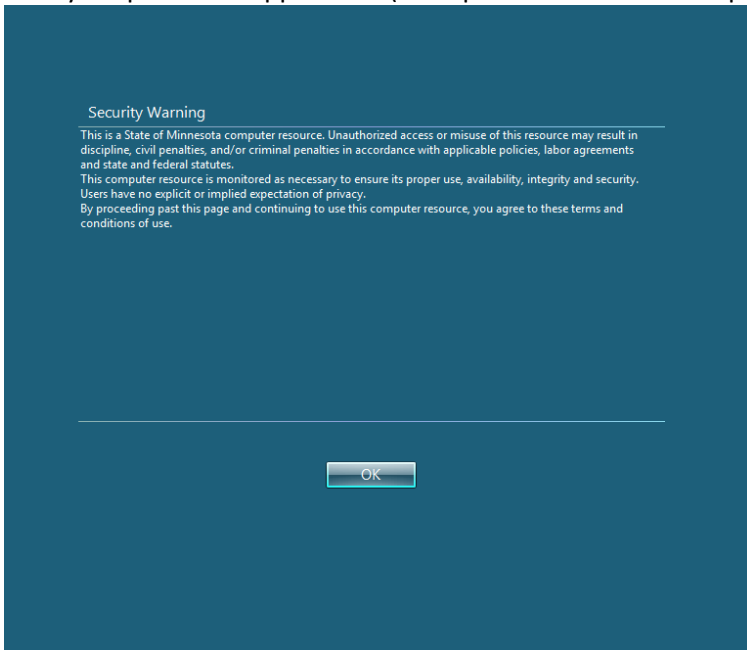 Security Warning
This is a State of Minnesota computer resource. Unauthorized access or misuse of this resource may result in
discipline, civil penalties, and/or criminal penalties in accordance with applicable policies, labor agreements
and state and federal statutes.
This computer resource is monitored as necessary to ensure its proper use, availability, integrity and security.
Users have no explicit or implied expectation of privacy.
By proceeding past this page and continuing to use this computer resource, you agree to these terms and
conditions of use.
OK